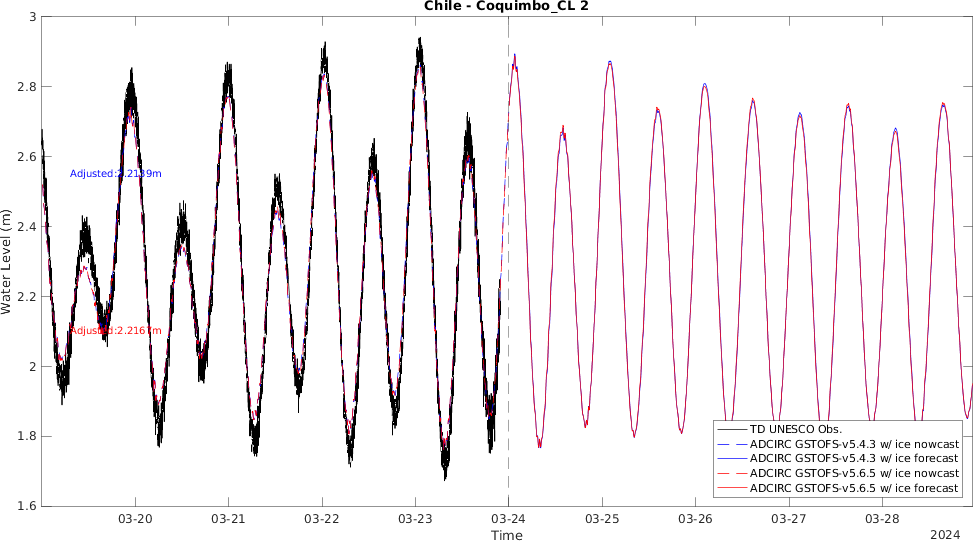 Chile - Coquimbo_CL 2
Water Level (m)
3
2.8
2.6
2.4
2.2
2
1.8
1.6
Adjusted:2.2139m
Adjusted:2.2167m
TD UNESCO Obs.
ADCIRC GSTOFS-v5.4.3 w/ ice nowcast
ADCIRC GSTOFS-v5.4.3 w/ ice forecast
ADCIRC GSTOFS-v5.6.5 w/ ice nowcast
ADCIRC GSTOFS-v5.6.5 w/ ice forecast
03-20 03-21 03-22 03-23 03-24 03-25 03-26 03-27 03-28
Time
2024